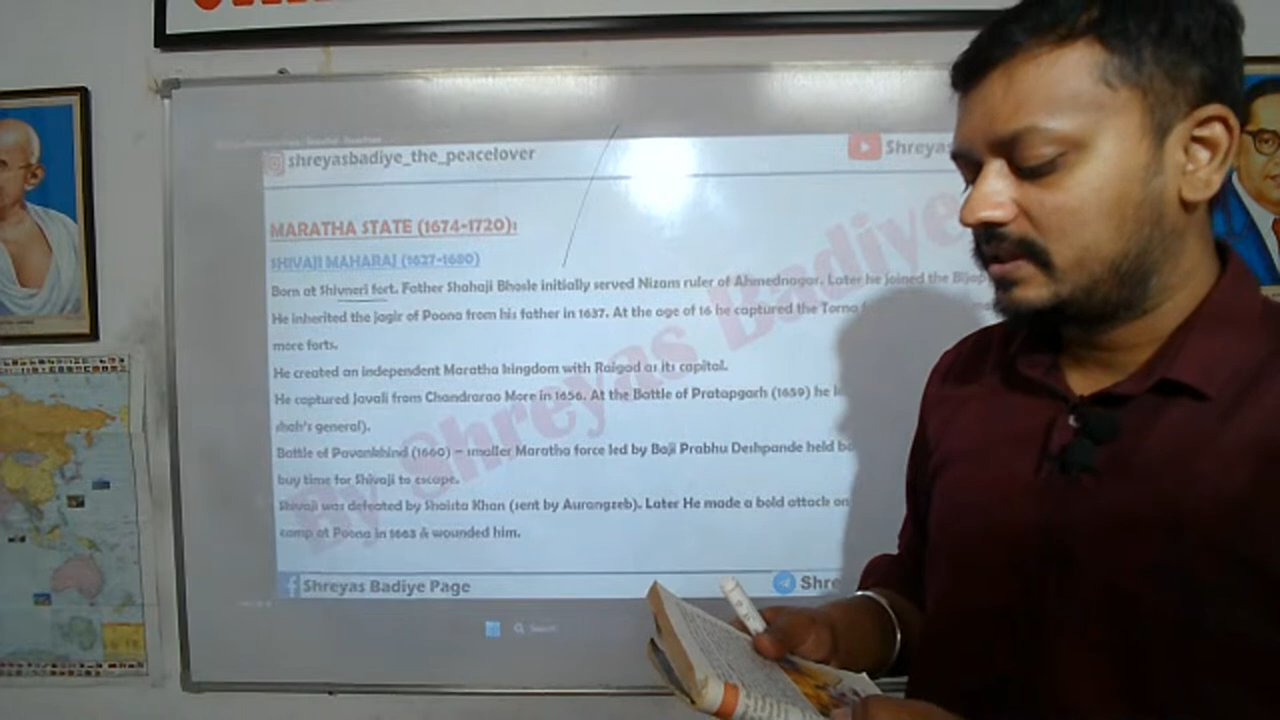 shreyasbadiye_the_peacelover
Shreyas
MARATHA STATE (1674-1720):
SHIVAJI MAHARAJ (1627-1680)
Born at Shivneri fort. Father Shahaji Bhosle initially served Nizam ruler of Ahmednagar. Later he joined the
He inherited the jagir of Poona from his father in 1637. At the age of 16 he captured the Torna
more forts.
He created an independent Maratha kingdom with Raigad as its capital.
He captured Javali from Chandrarao More in 1656. At the Battle of Pratapgarh (1659) he
shah's general).
Battle of Pavankhind (1660) – smaller Maratha force led by Baji Prabhu Deshpande held
buy time for Shivaji to escape.
Shivaji was defeated by Shaista Khan (sent by Aurangzeb). Later He made a bold attack on
camp at Poona in 1663 & wounded him.
By Shreyas Badiye
Shreyas Badiye Page
Shre
Search